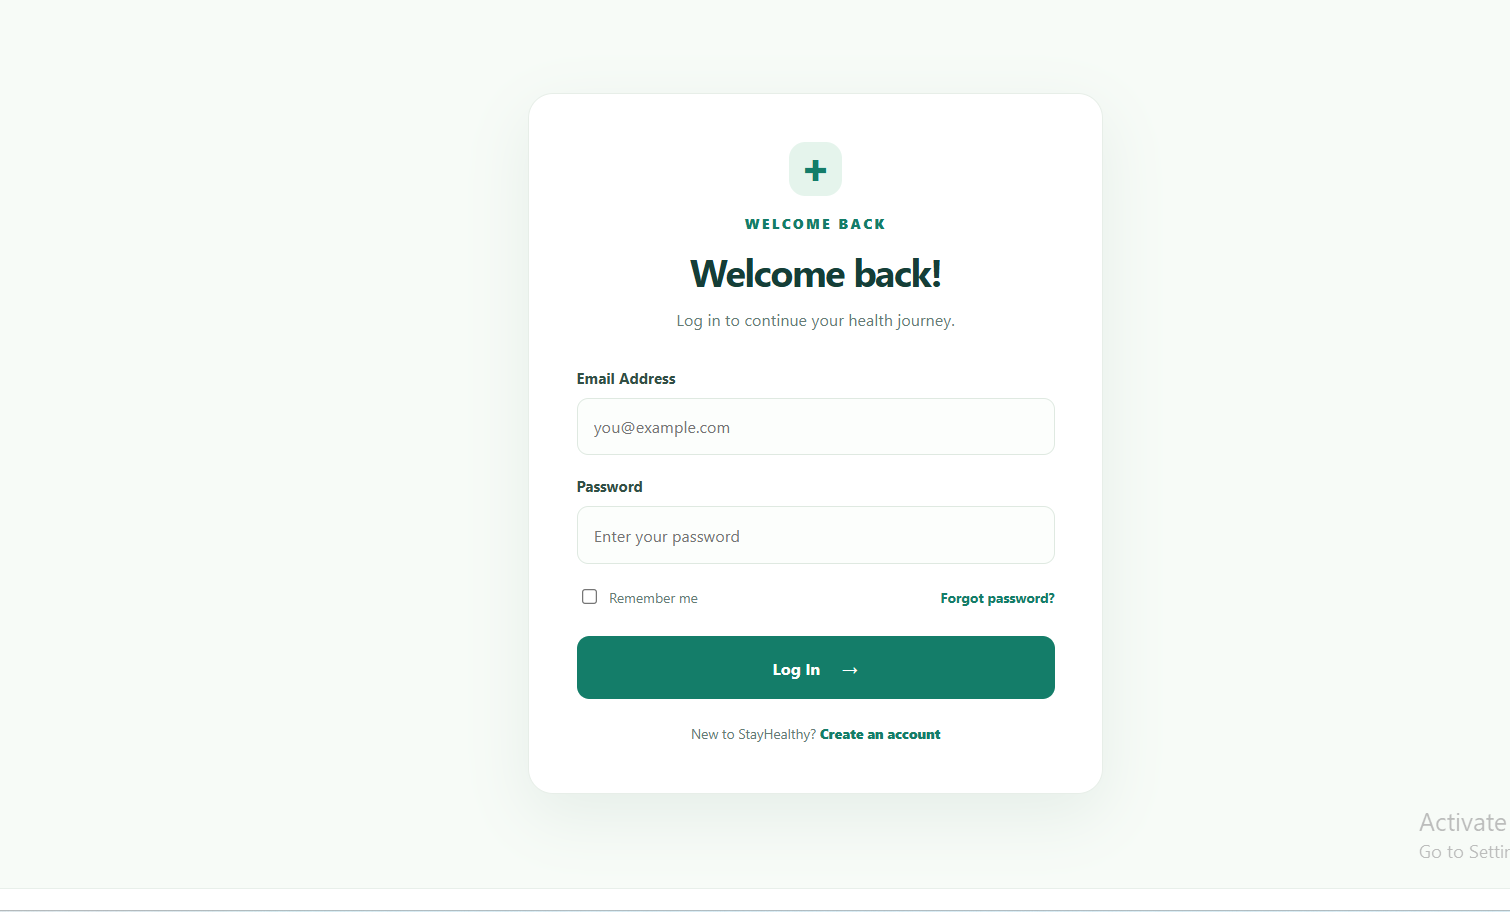 WELCOME BACK
Welcome back!
Log in to continue your health journey.
Email Address
you@example.com
Password
Enter your password
Remember me
Forgot password?
Log In →
New to StayHealthy? Create an account
Activate
Go to Settin